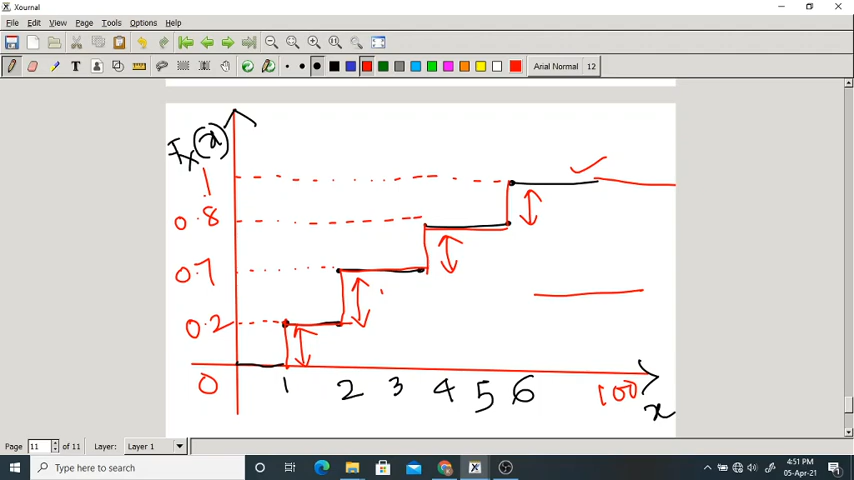 Xournal
File Edit View Page Tools Options Help
Arial Normal 12
Fx(x)
1
0.8
0.7
0.2
0 1 2 3 4 5 6 100
x
Page 11 of 11 Layer: Layer 1
Type here to search
4:51 PM
05-Apr-21